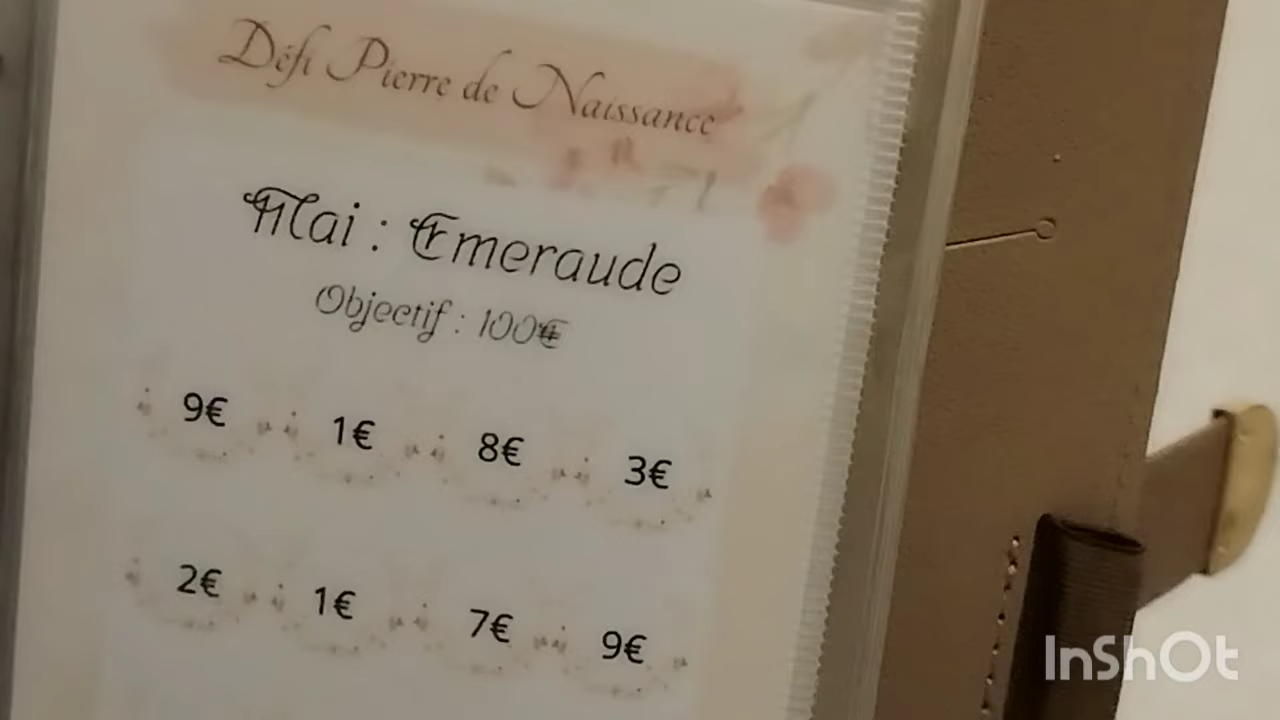 Défi Pierre de Naissance
Mai : Emeraude
Objectif : 100€
9€ 1€ 8€ 3€
2€ 1€ 7€ 9€
InShOt